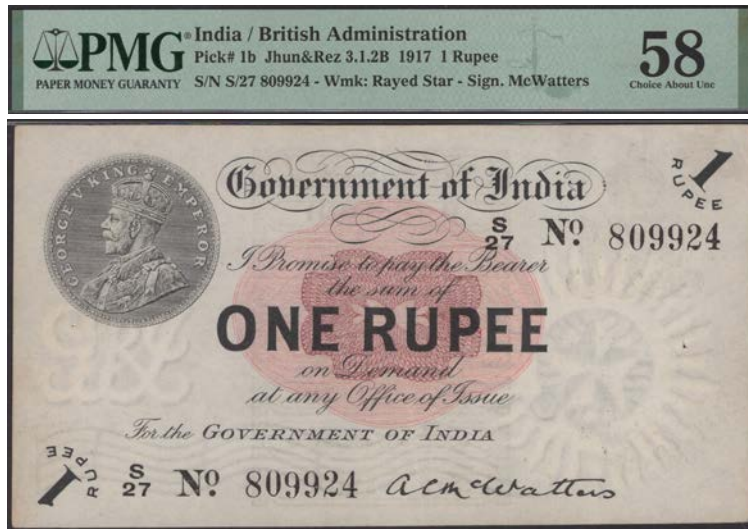 PMG India / British Administration
Pick# 1b Jhun&Rez 3.1.2B 1917 1 Rupee
PAPER MONEY GUARANTY S/N S/27 809924 - Wmk: Rayed Star - Sign. McWatters
58
Choice About Unc
GEORGE V KING EMPEROR
Government of India
1 RUPEE
S/27 Nº 809924
I Promise to pay the Bearer
the sum of
ONE RUPEE
on Demand
at any Office of Issue
For the GOVERNMENT OF INDIA
1 RUPEE
S/27 Nº 809924 ACMcWatters